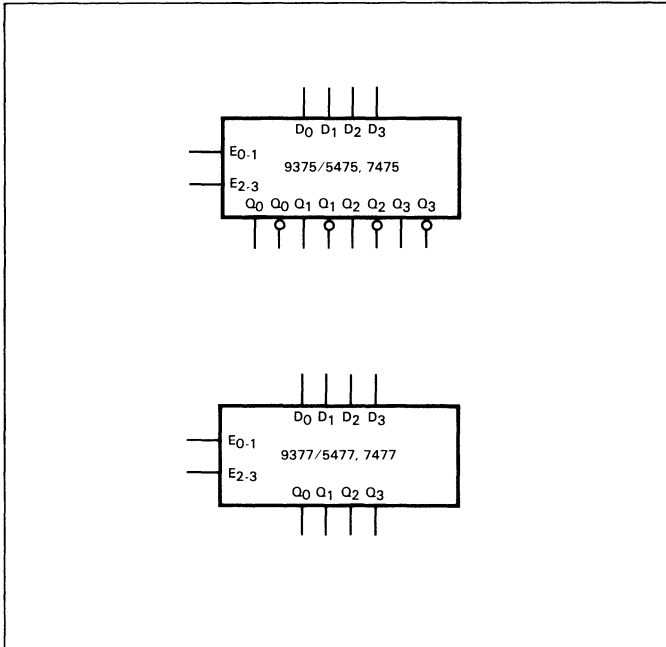 D0 D1 D2 D3
E0-1
9375/5475, 7475
E2-3
Q0 Q0 Q1 Q1 Q2 Q2 Q3 Q3
D0 D1 D2 D3
E0-1
9377/5477, 7477
E2-3
Q0 Q1 Q2 Q3